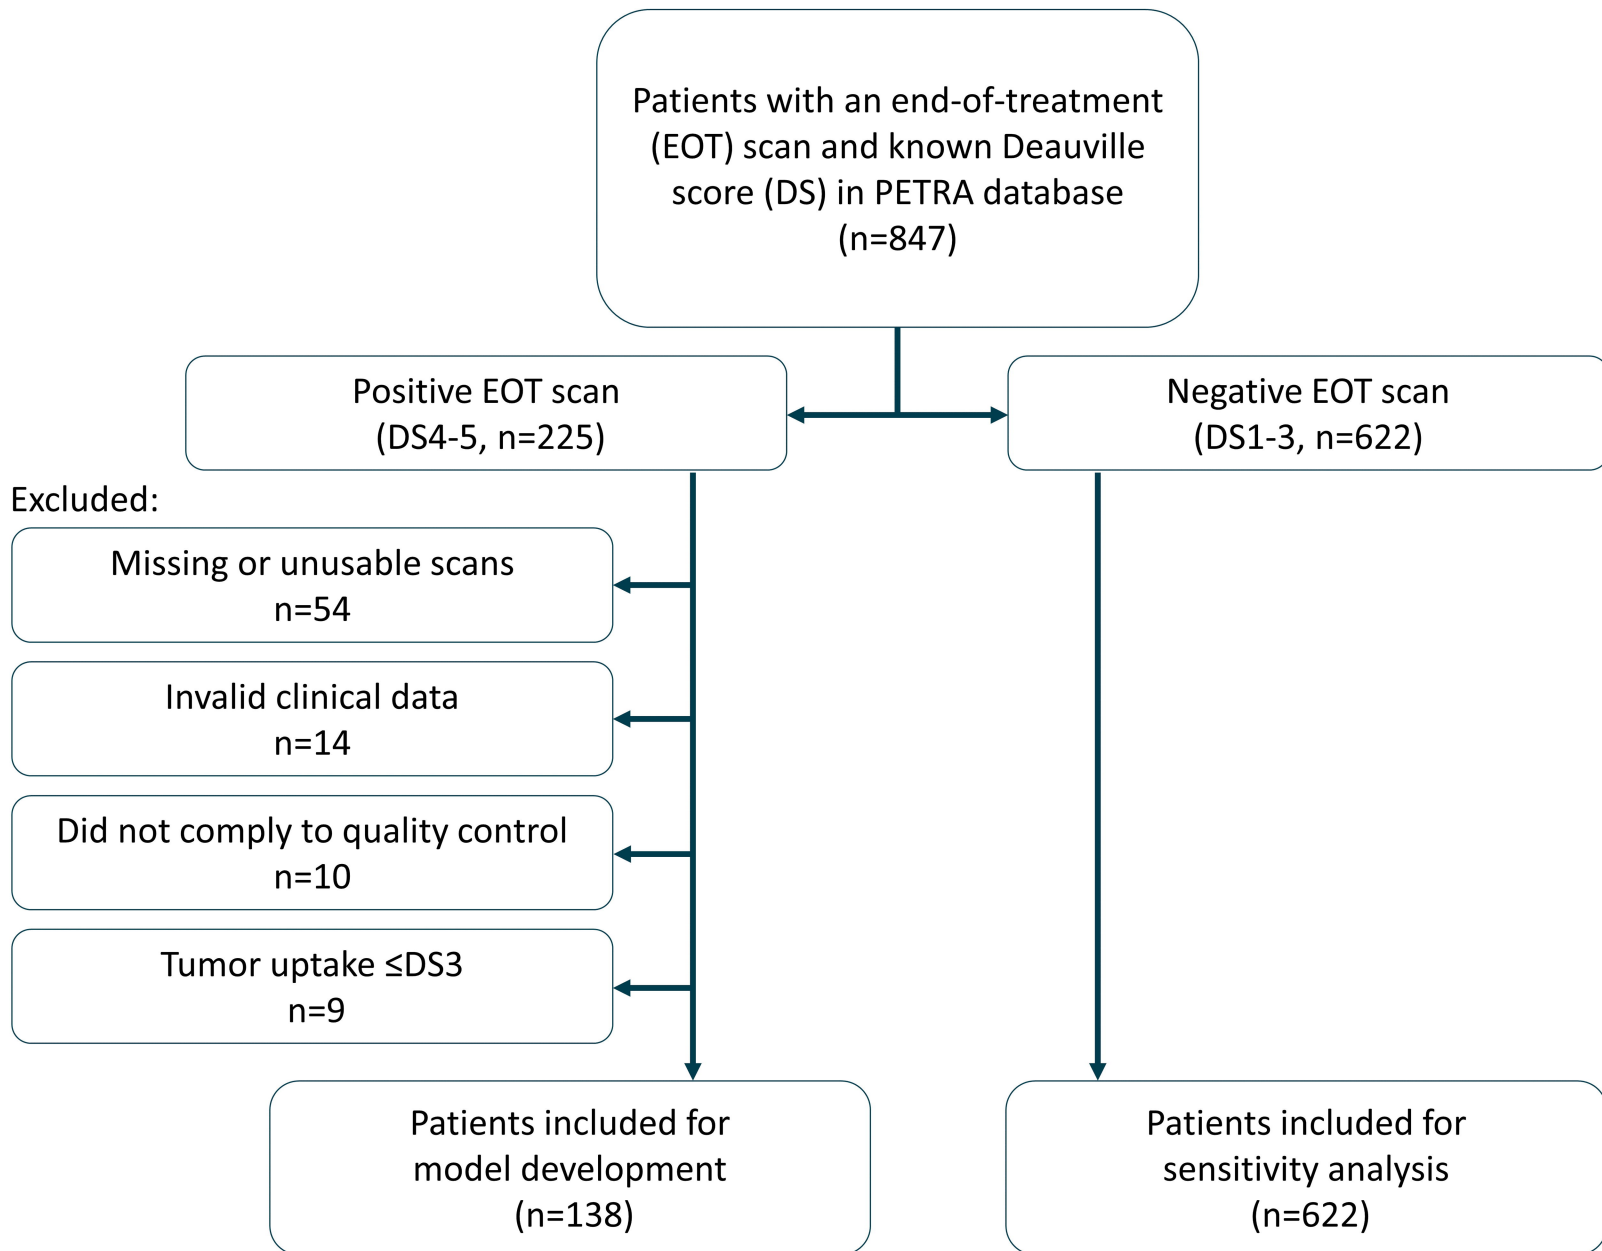 Patients with an end-of-treatment
(EOT) scan and known Deauville
score (DS) in PETRA database
(n=847)
Positive EOT scan
(DS4-5, n=225)
Negative EOT scan
(DS1-3, n=622)
Excluded:
Missing or unusable scans
n=54
Invalid clinical data
n=14
Did not comply to quality control
n=10
Tumor uptake ≤DS3
n=9
Patients included for
model development
(n=138)
Patients included for
sensitivity analysis
(n=622)